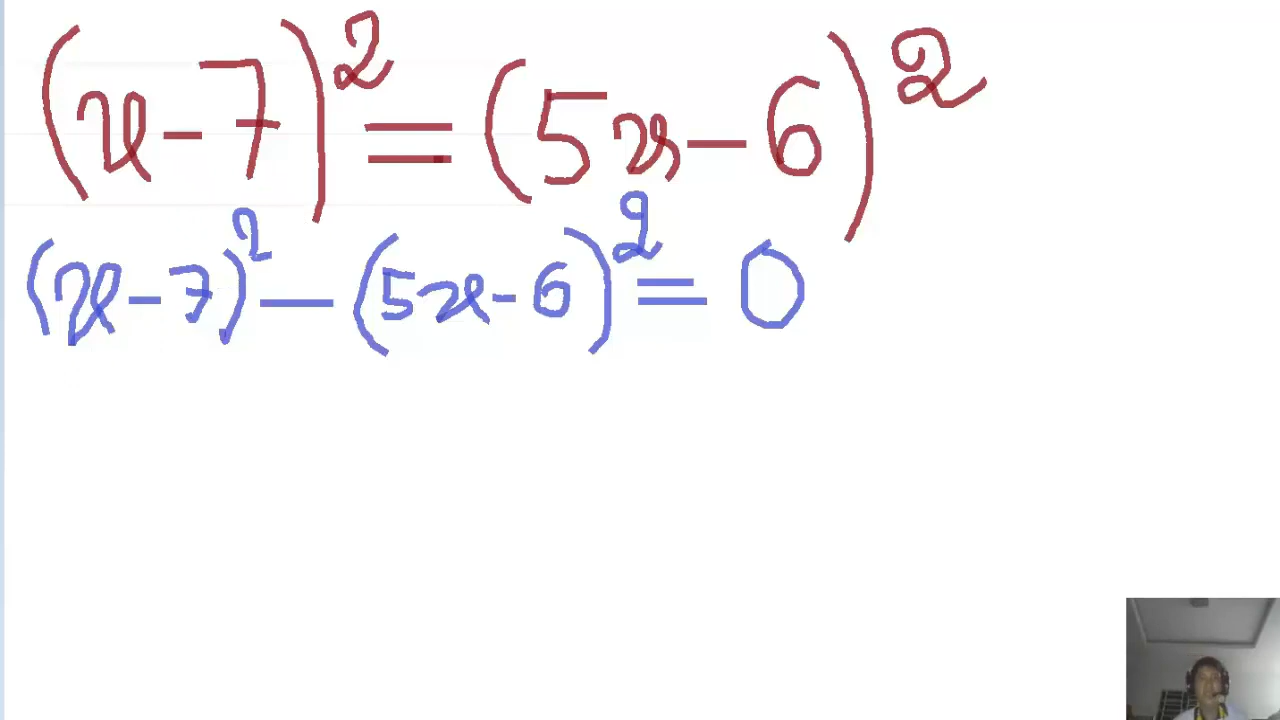 (x-7)² = (5x-6)²
(x-7)² - (5x-6)² = 0